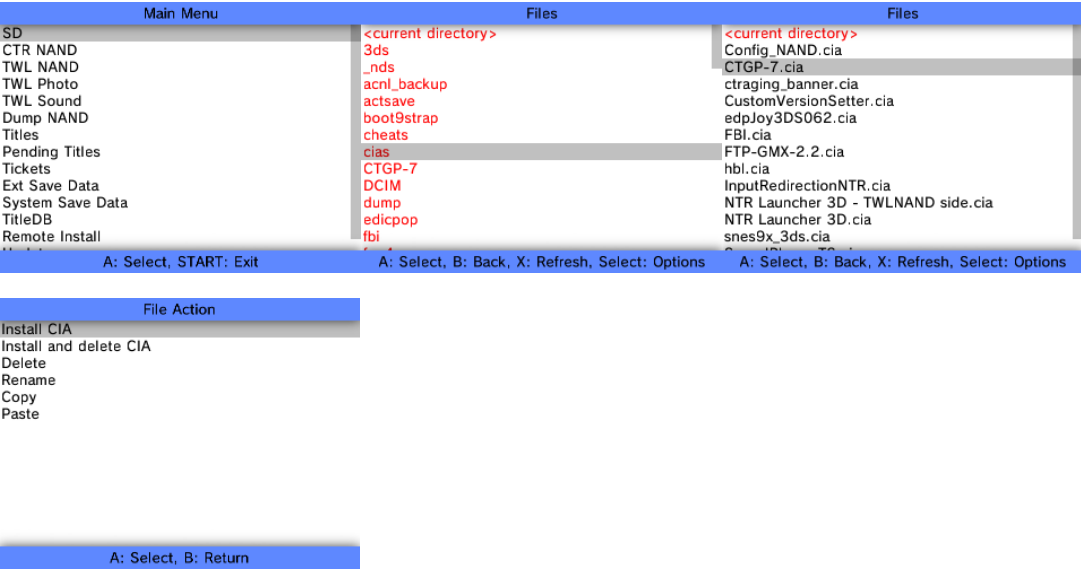 Main Menu
SD
CTR NAND
TWL NAND
TWL Photo
TWL Sound
Dump NAND
Titles
Pending Titles
Tickets
Ext Save Data
System Save Data
TitleDB
Remote Install
A: Select, START: Exit
Files
<current directory>
3ds
_nds
acnl_backup
actsave
boot9strap
cheats
cias
CTGP-7
DCIM
dump
edicpop
fbi
A: Select, B: Back, X: Refresh, Select: Options
Files
<current directory>
Config_NAND.cia
CTGP-7.cia
ctraging_banner.cia
CustomVersionSetter.cia
edpJoy3DS062.cia
FBI.cia
FTP-GMX-2.2.cia
hbl.cia
InputRedirectionNTR.cia
NTR Launcher 3D - TWLNAND side.cia
NTR Launcher 3D.cia
snes9x_3ds.cia
A: Select, B: Back, X: Refresh, Select: Options
File Action
Install CIA
Install and delete CIA
Delete
Rename
Copy
Paste
A: Select, B: Return